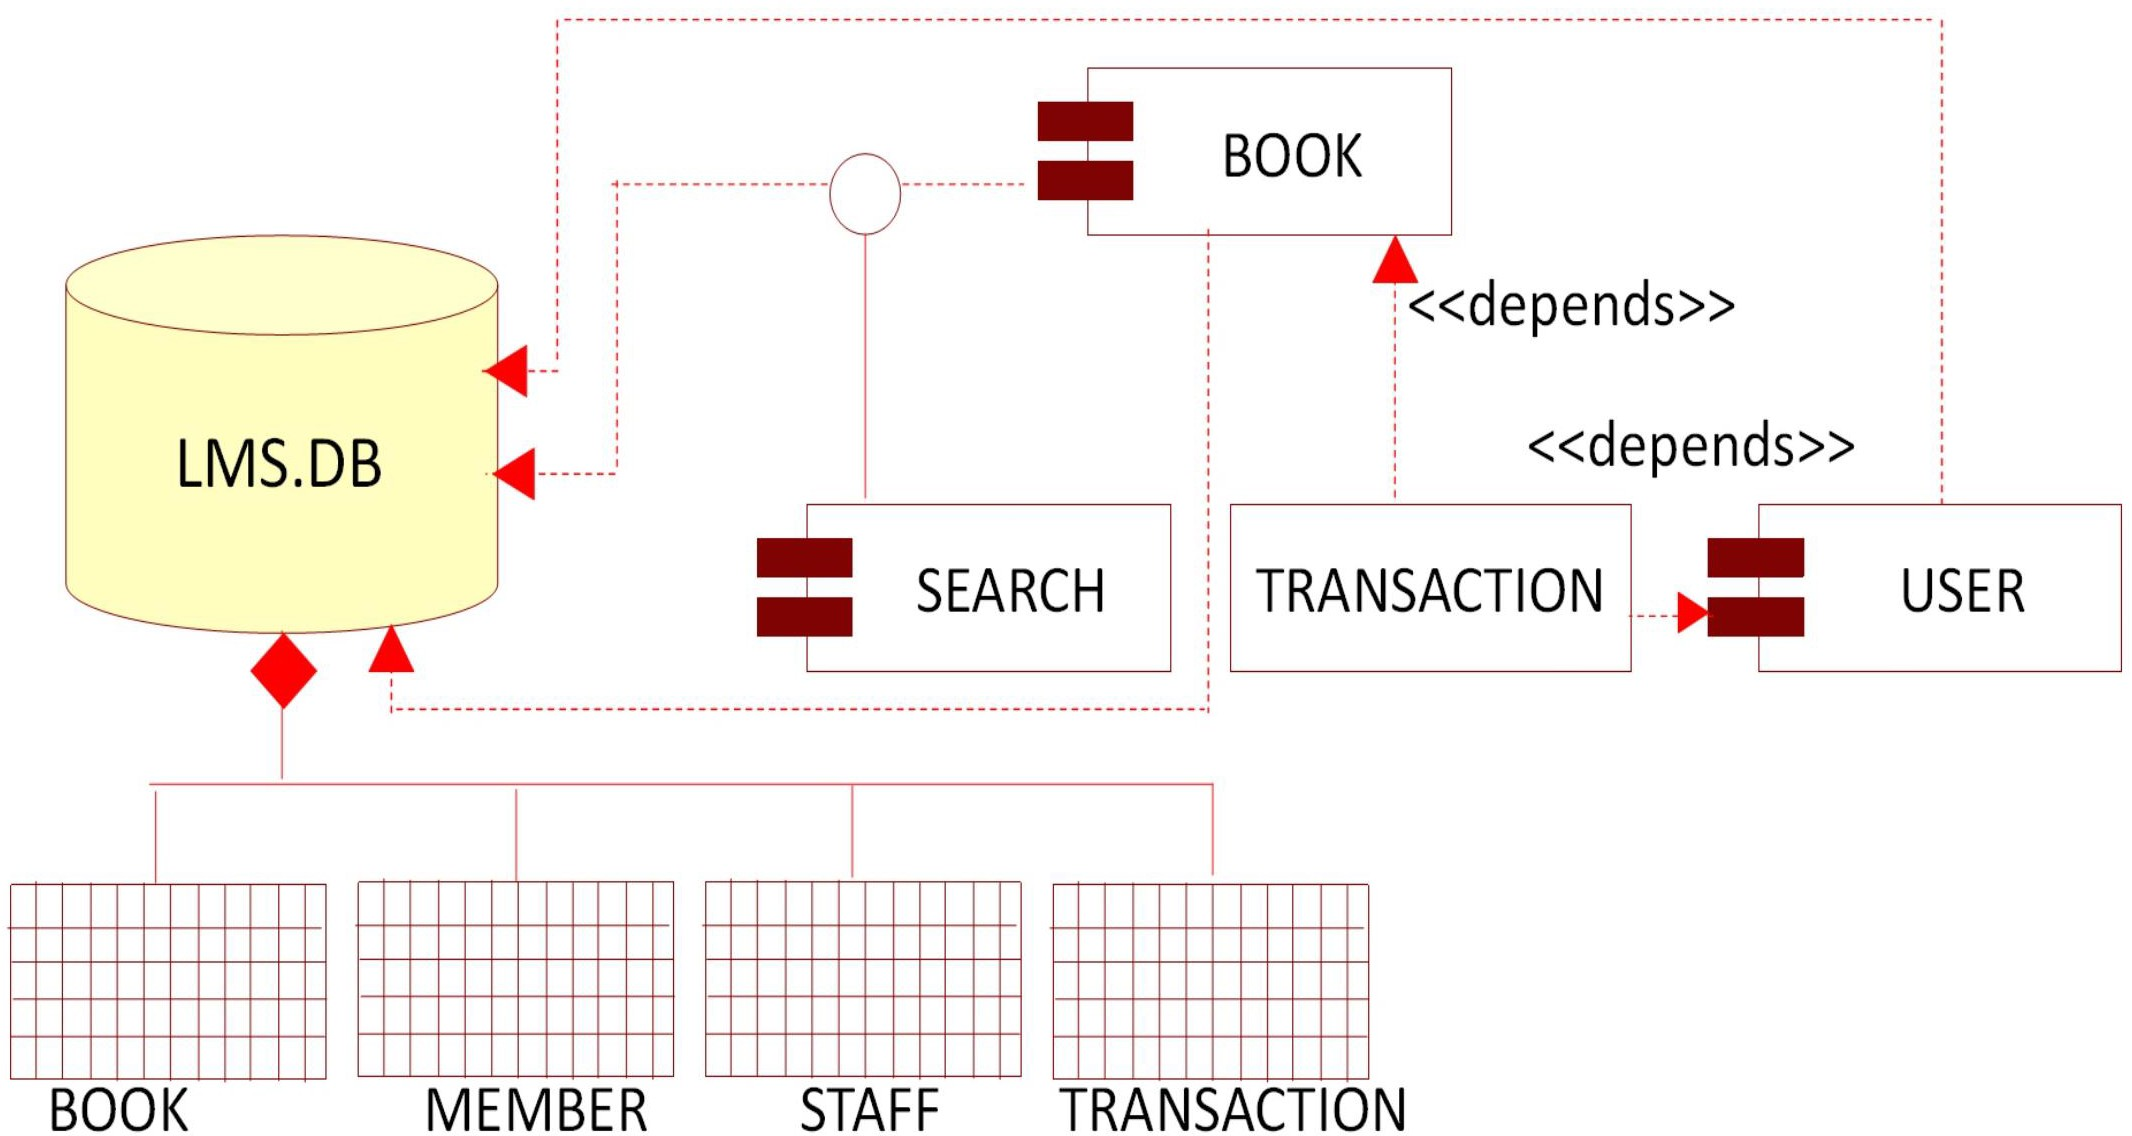 BOOK
<<depends>>
<<depends>>
LMS.DB
SEARCH
TRANSACTION
USER
BOOK
MEMBER
STAFF
TRANSACTION